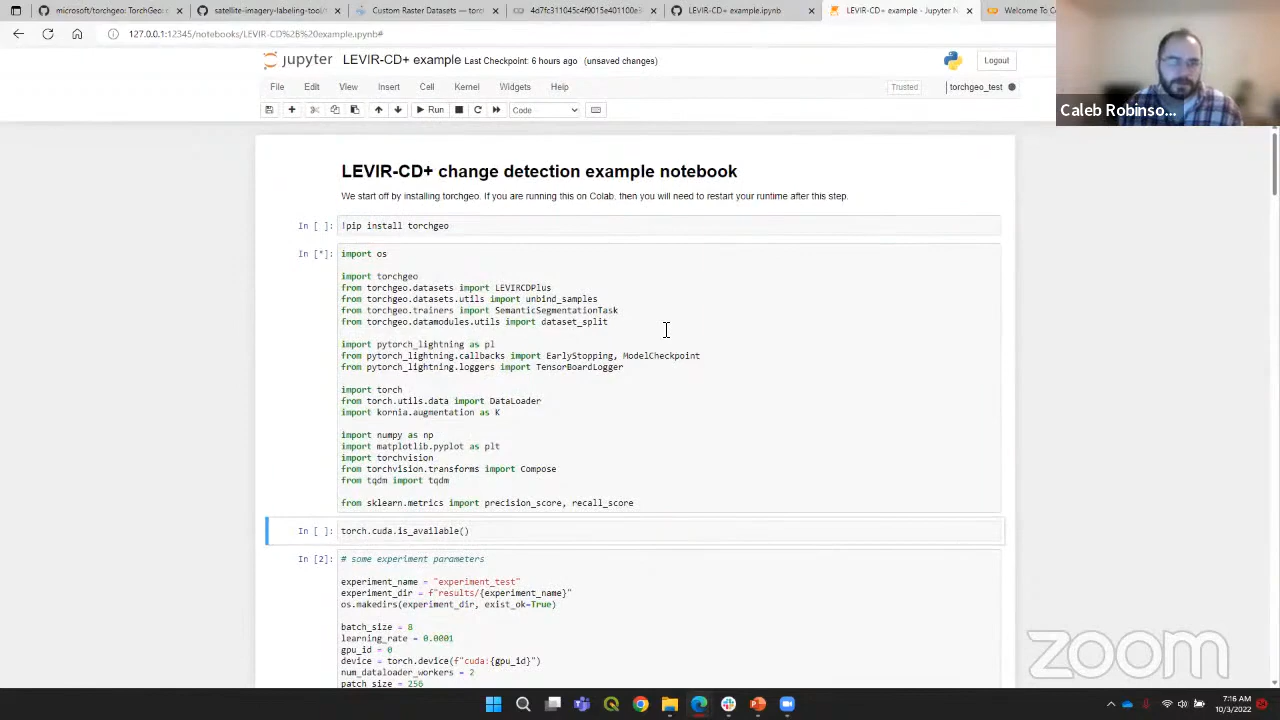 microsoft/torchgeo: TorchGeo: d
satellite-imagery-labeling-tool/
Custom Raster Datasets — torc
4d7fc311045c4f9015e401100e3
LEVIR-CD+ example.ipynb
LEVIR-CD+ example - Jupyter N
Welcome To Co
127.0.0.1:12345/notebooks/LEVIR-CD%2B%20example.ipynb#
jupyter LEVIR-CD+ example Last Checkpoint: 6 hours ago (unsaved changes)
Logout
File Edit View Insert Cell Kernel Widgets Help
Trusted
torchgeo_test
Run
Code
Caleb Robinso...
LEVIR-CD+ change detection example notebook
We start off by installing torchgeo. If you are running this on Colab, then you will need to restart your runtime after this step.
In [ ]: !pip install torchgeo
In [*]: import os
import torchgeo
from torchgeo.datasets import LEVIRCDPlus
from torchgeo.datasets.utils import unbind_samples
from torchgeo.trainers import SemanticSegmentationTask
from torchgeo.datamodules.utils import dataset_split
import pytorch_lightning as pl
from pytorch_lightning.callbacks import EarlyStopping, ModelCheckpoint
from pytorch_lightning.loggers import TensorBoardLogger
import torch
from torch.utils.data import DataLoader
import kornia.augmentation as K
import numpy as np
import matplotlib.pyplot as plt
import torchvision
from torchvision.transforms import Compose
from tqdm import tqdm
from sklearn.metrics import precision_score, recall_score
In [ ]: torch.cuda.is_available()
In [2]: # some experiment parameters
experiment_name = "experiment_test"
experiment_dir = f"results/{experiment_name}"
os.makedirs(experiment_dir, exist_ok=True)
batch_size = 8
learning_rate = 0.0001
gpu_id = 0
device = torch.device(f"cuda:{gpu_id}")
num_dataloader_workers = 2
patch_size = 256
zoom
7:16 AM
10/3/2022